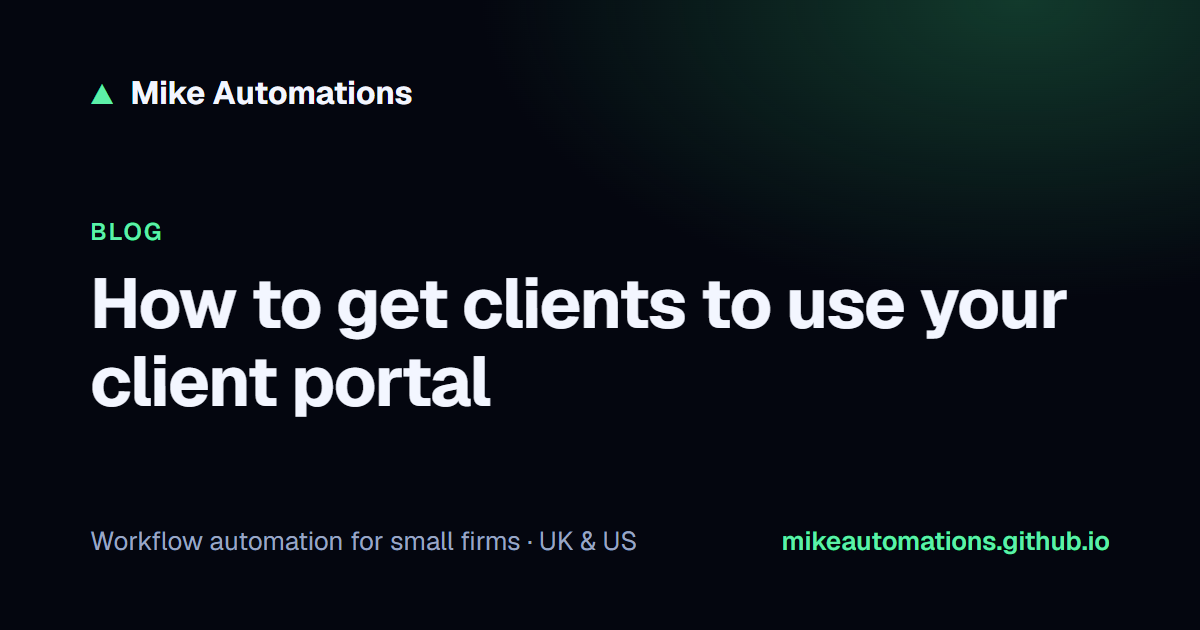 Mike Automations
BLOG
How to get clients to use your
client portal
Workflow automation for small firms · UK & US
mikeautomations.github.io